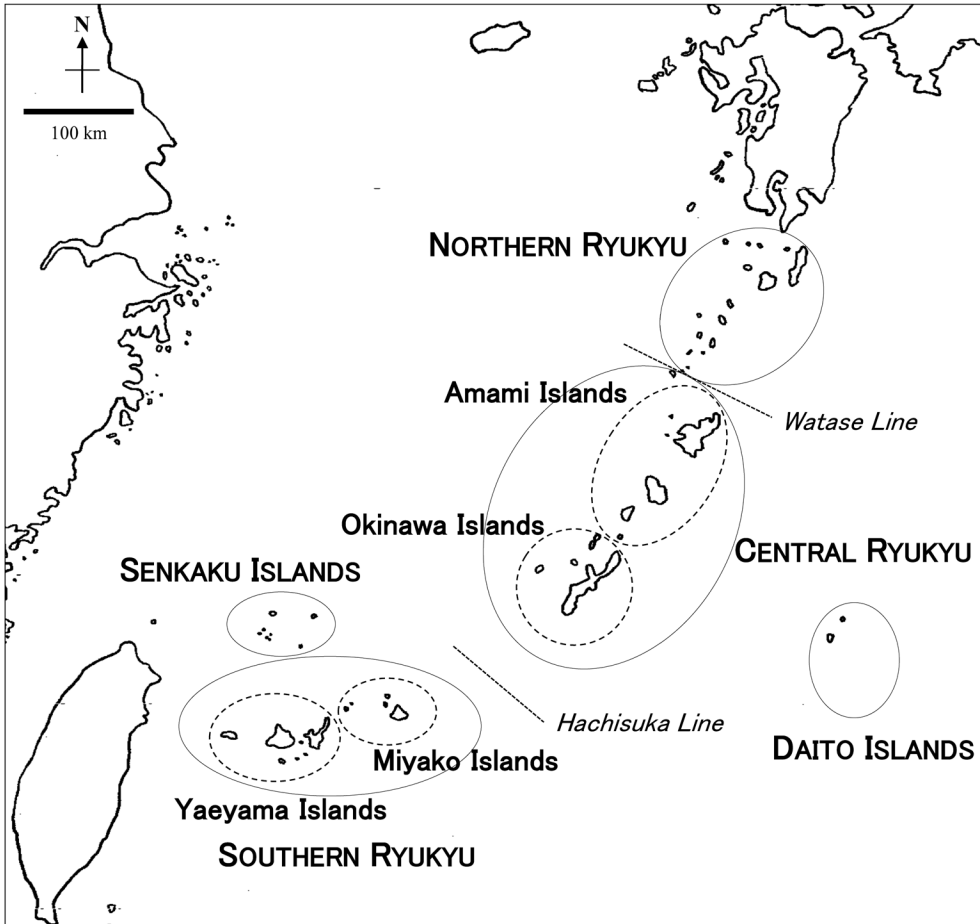 N
100 km
NORTHERN RYUKYU
Amami Islands
Watase Line
Okinawa Islands
CENTRAL RYUKYU
SENKAKU ISLANDS
Hachisuka Line
DAITO ISLANDS
Miyako Islands
Yaeyama Islands
SOUTHERN RYUKYU